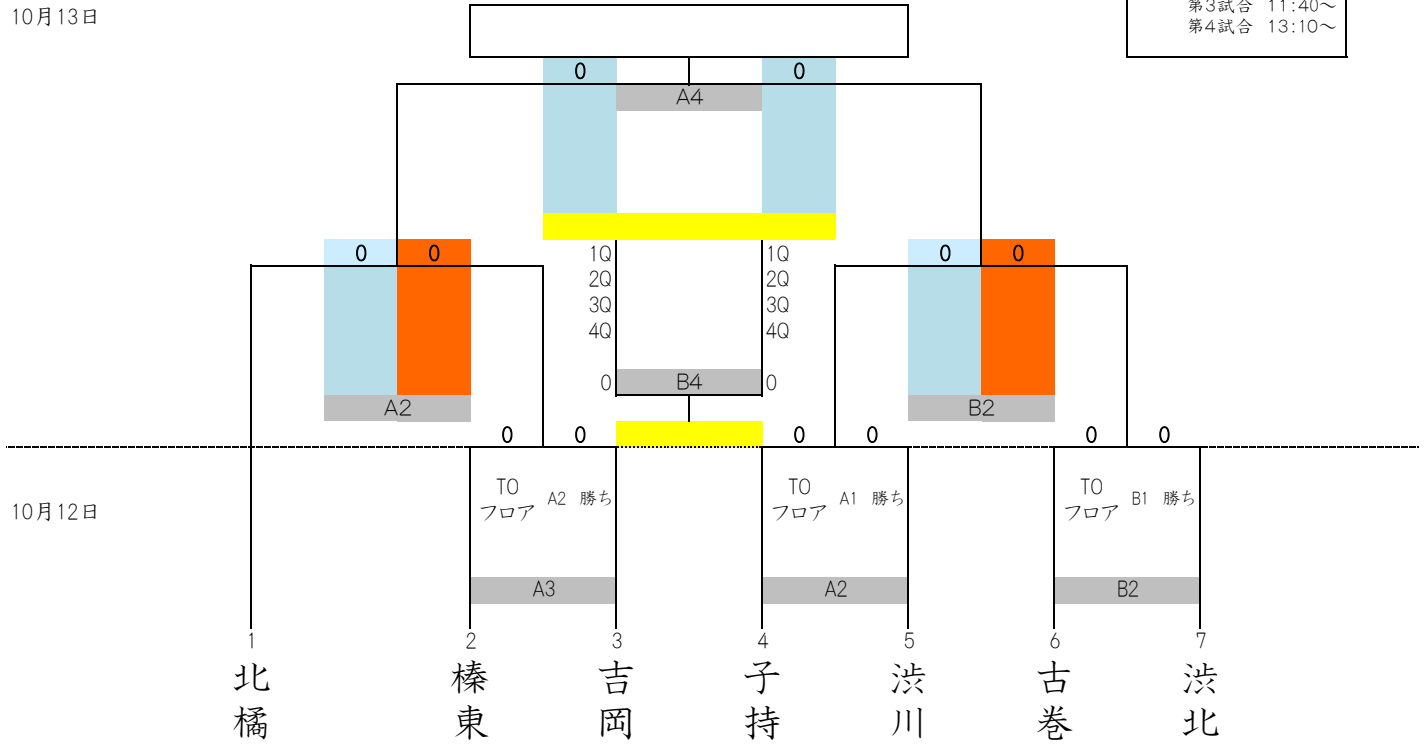 10月13日
第3試合 11:40～
第4試合 13:10～
0 0
A4
0 0 1Q 1Q 0 0
2Q 2Q
3Q 3Q
4Q 4Q
0 B4 0
A2 B2
0 0 0 0 0 0
10月12日
TO フロア A2 勝ち TO フロア A1 勝ち TO フロア B1 勝ち
A3 A2 B2
1 2 3 4 5 6 7
北橘 榛東 吉岡 子持 渋川 古巻 渋北